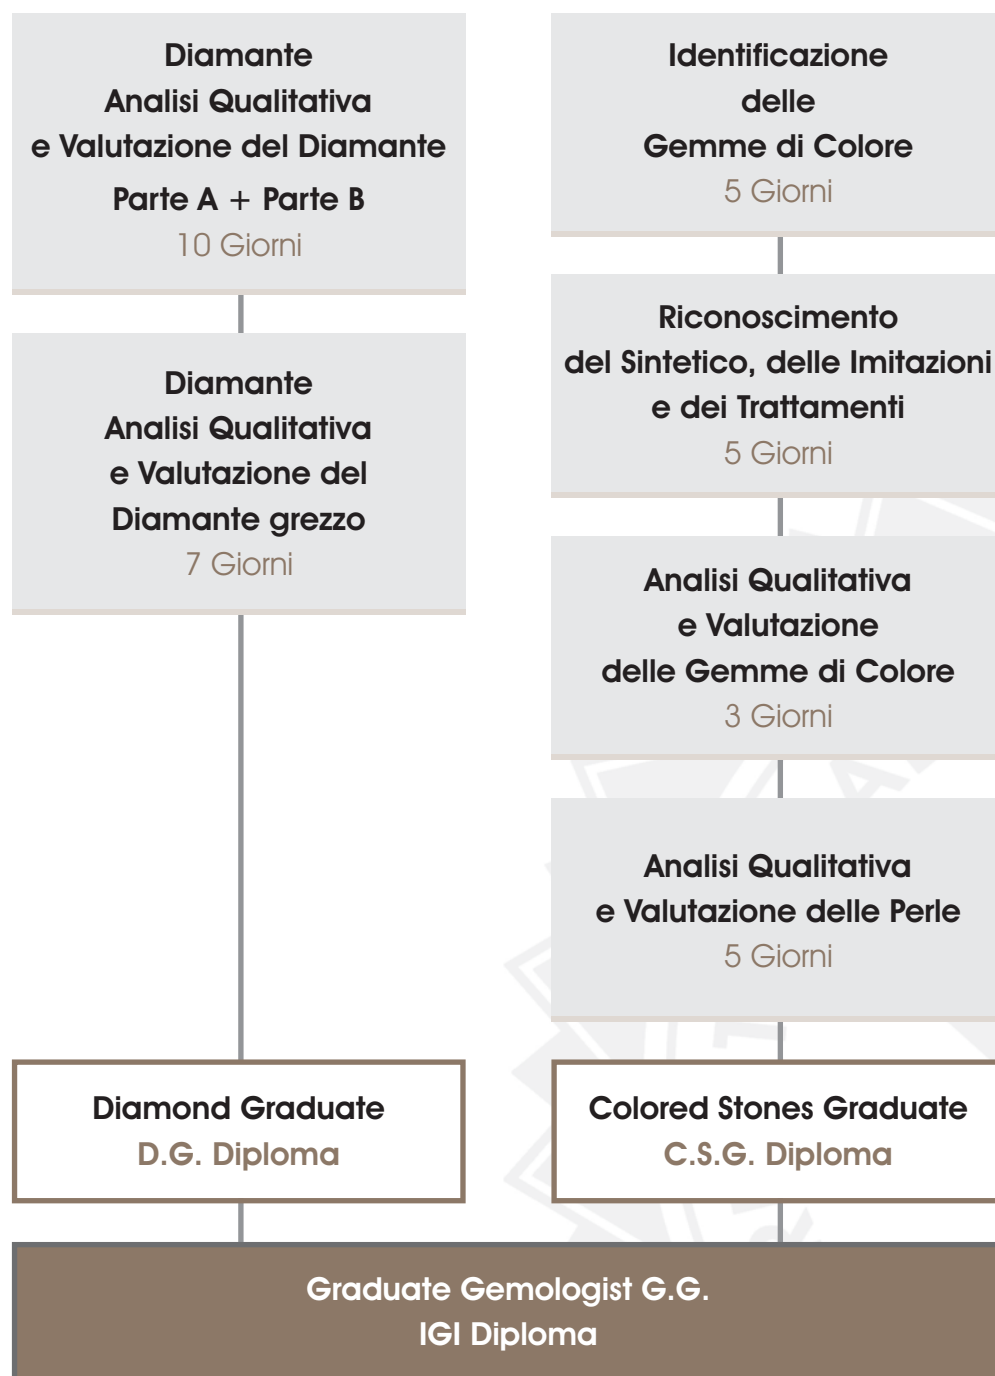 Diamante
Analisi Qualitativa
e Valutazione del Diamante
Parte A + Parte B
10 Giorni
Diamante
Analisi Qualitativa
e Valutazione del
Diamante grezzo
7 Giorni
Diamond Graduate
D.G. Diploma
Identificazione
delle
Gemme di Colore
5 Giorni
Riconoscimento
del Sintetico, delle Imitazioni
e dei Trattamenti
5 Giorni
Analisi Qualitativa
e Valutazione
delle Gemme di Colore
3 Giorni
Analisi Qualitativa
e Valutazione delle Perle
5 Giorni
Colored Stones Graduate
C.S.G. Diploma
Graduate Gemologist G.G.
IGI Diploma